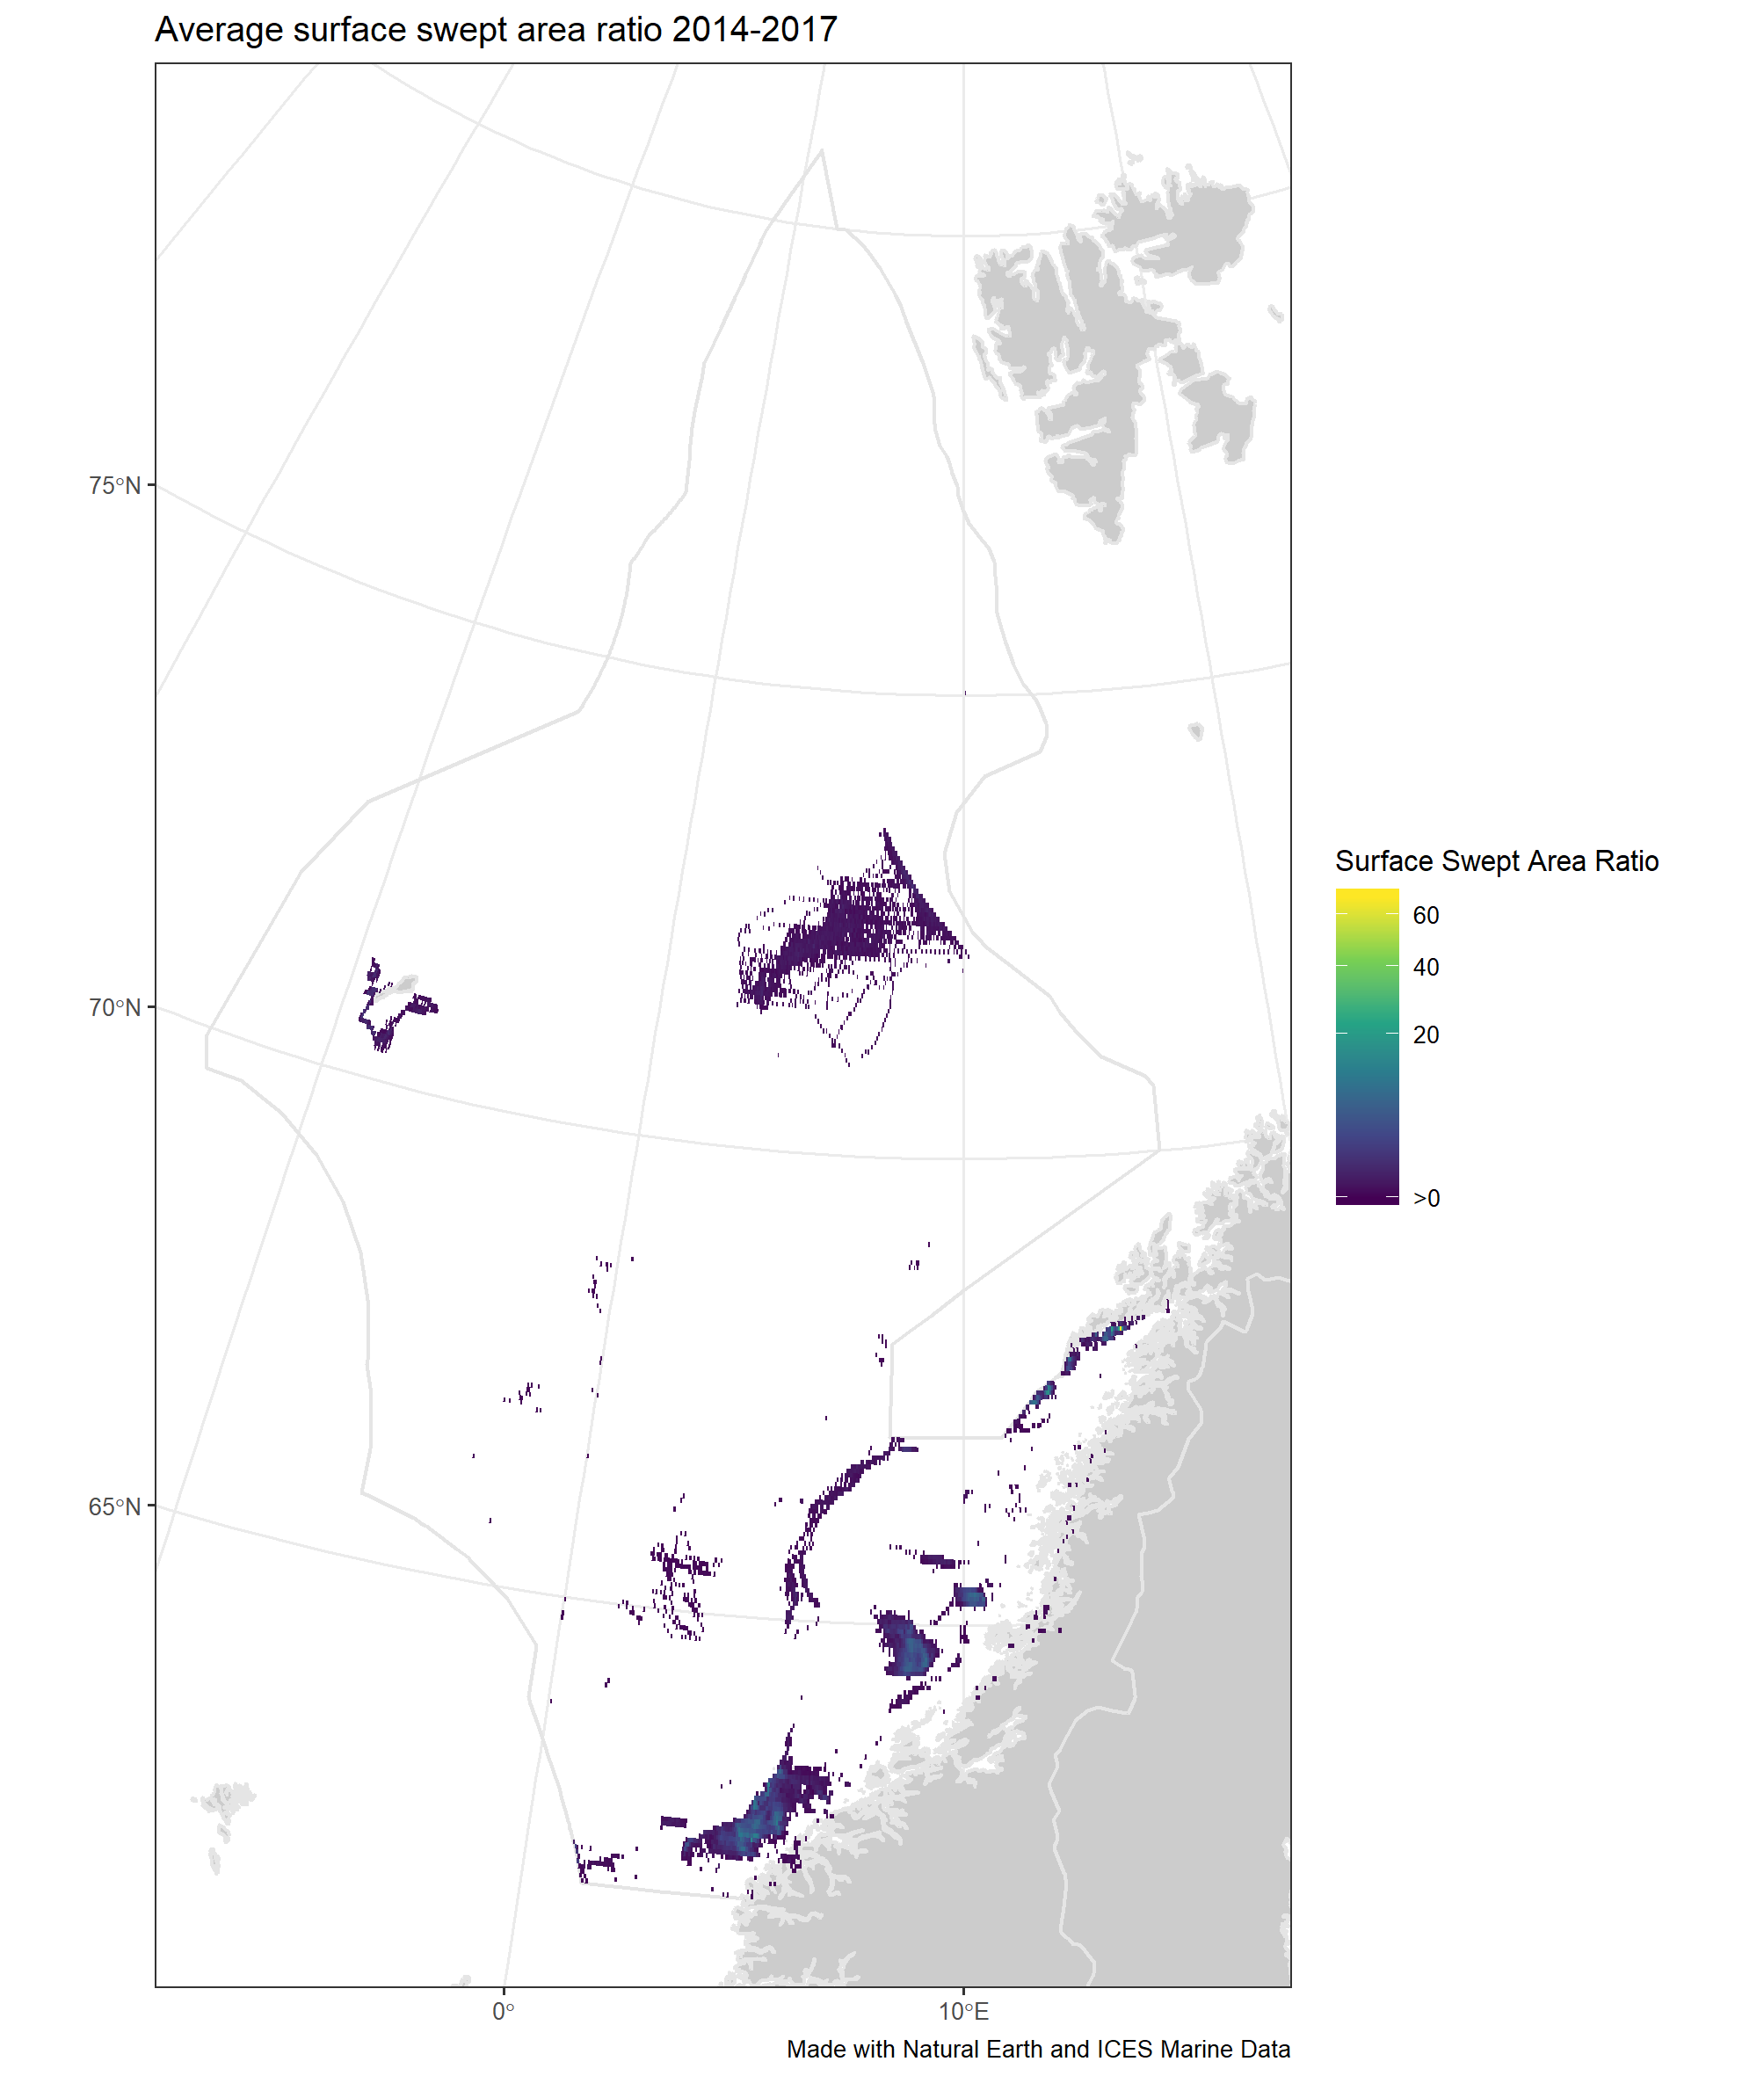 Average surface swept area ratio 2014-2017
75°N
70°N
65°N
0°
10°E
Surface Swept Area Ratio
60
40
20
>0
Made with Natural Earth and ICES Marine Data